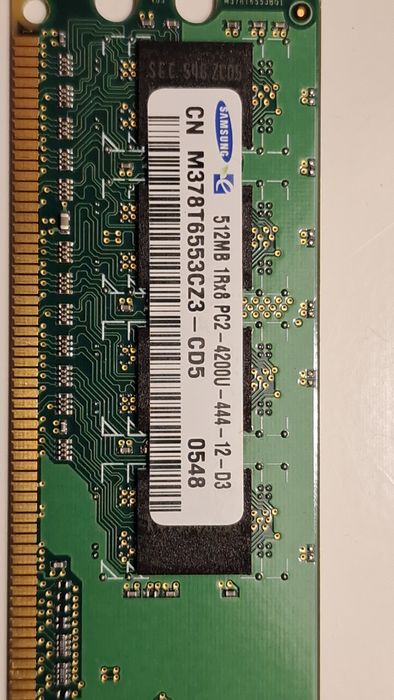 SAMSUNG
512MB 1Rx8 PC2-4200U-444-12-D3
CN M378T6553CZ3-CD5 0548